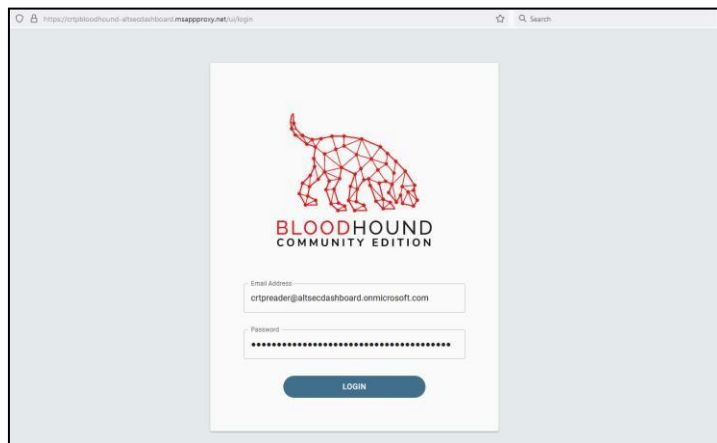 https://crtpbloodhound-altsecdashboard.msappproxy.net/ui/login
Search
BLOODHOUND
COMMUNITY EDITION
Email Address
crtpreader@altsecdashboard.onmicrosoft.com
Password
LOGIN